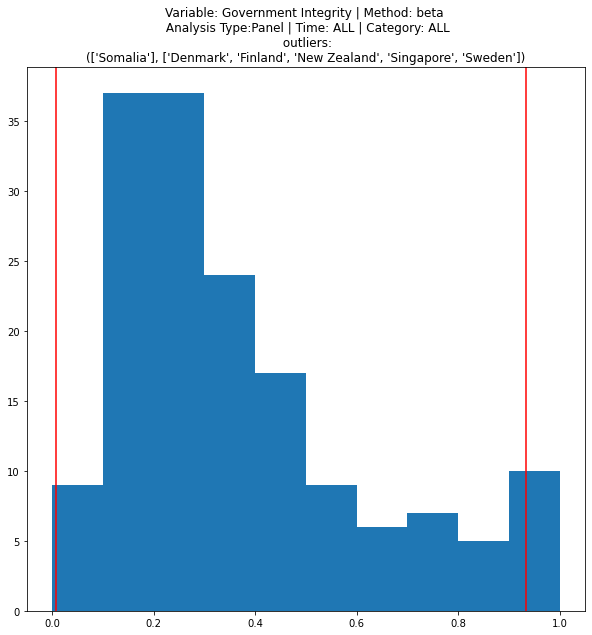 Variable: Government Integrity | Method: beta
Analysis Type:Panel | Time: ALL | Category: ALL
outliers:
(['Somalia'], ['Denmark', 'Finland', 'New Zealand', 'Singapore', 'Sweden'])
35
30
25
20
15
10
5
0
0.0 0.2 0.4 0.6 0.8 1.0